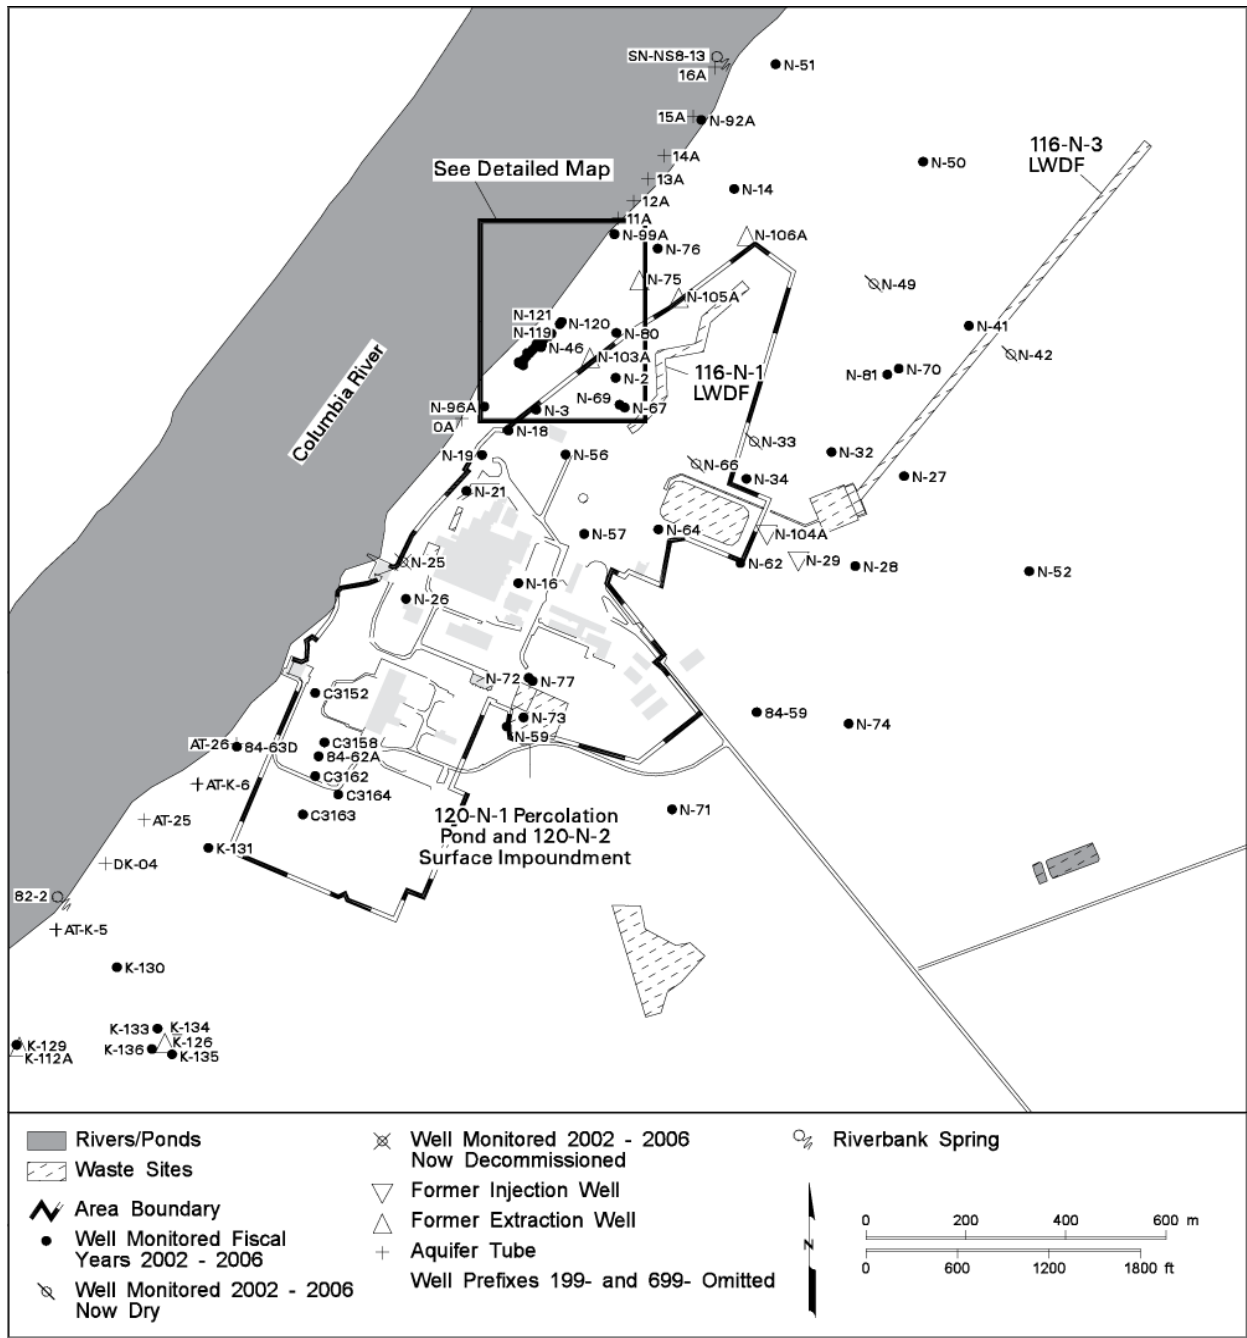 SN-NS8-13
16A
N-51
15A
N-92A
14A
116-N-3
LWDF
N-50
See Detailed Map
13A
N-14
12A
11A
N-99A
N-106A
N-76
N-75
N-49
N-105A
N-121
N-120
N-119
N-80
N-41
N-46
N-103A
N-42
116-N-1
LWDF
N-2
N-81
N-70
Columbia River
N-96A
N-3
N-69
N-67
0A
N-18
N-33
N-19
N-56
N-66
N-32
N-34
N-27
N-21
N-57
N-64
N-104A
N-25
N-62
N-29
N-28
N-52
N-16
N-26
N-72
N-77
C3152
N-73
84-59
N-74
N-59
AT-26
84-63D
C3158
84-62A
AT-K-6
C3162
C3164
C3163
120-N-1 Percolation
Pond and 120-N-2
Surface Impoundment
N-71
AT-25
K-131
DK-04
82-2
AT-K-5
K-130
K-133
K-134
K-126
K-129
K-112A
K-136
K-135
Rivers/Ponds
Waste Sites
Area Boundary
Well Monitored Fiscal
Years 2002 - 2006
Well Monitored 2002 - 2006
Now Dry
Well Monitored 2002 - 2006
Now Decommissioned
Former Injection Well
Former Extraction Well
Aquifer Tube
Well Prefixes 199- and 699- Omitted
Riverbank Spring
N
0 200 400 600 m
0 600 1200 1800 ft